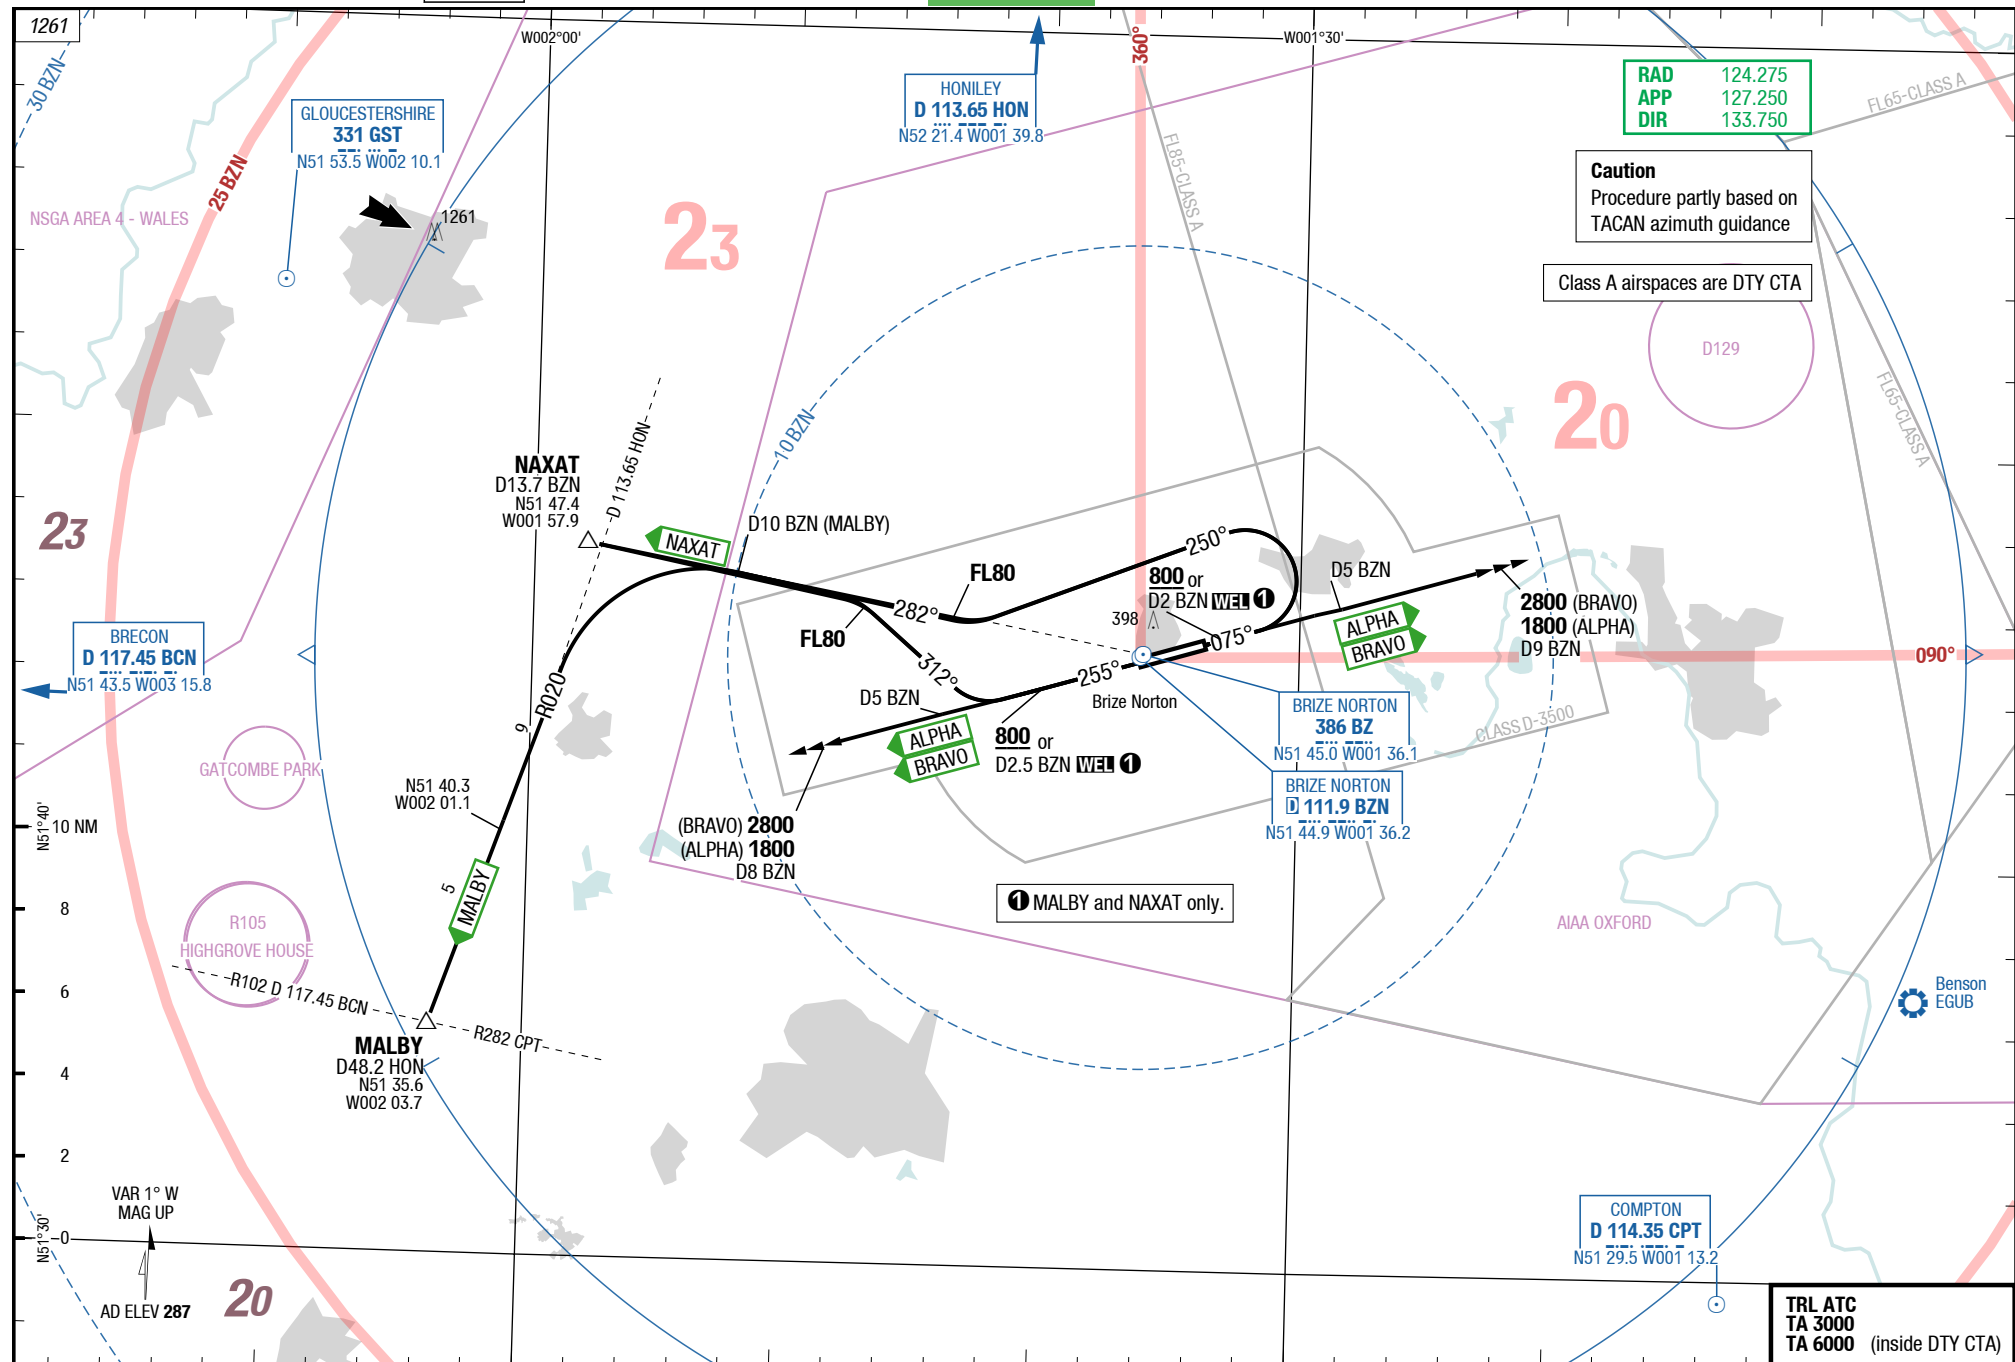 1261
W002°00'
W001°30'
360°
30 BZN
25 BZN
GLOUCESTERSHIRE
331 GST
N51 53.5 W002 10.1
HONILEY
D 113.65 HON
N52 21.4 W001 39.8
RAD 124.275
APP 127.250
DIR 133.750
FL65-CLASS A
FL85-CLASS A
Caution
Procedure partly based on
TACAN azimuth guidance
Class A airspaces are DTY CTA
NSGA AREA 4 - WALES
1261
23
D129
20
FL65-CLASS A
10 BZN
D 113.65 HON
NAXAT
D13.7 BZN
N51 47.4
W001 57.9
23
NAXAT
D10 BZN (MALBY)
250°
FL80
282°
FL80
312°
800 or
D2 BZN WEL 1
398
075°
D5 BZN
ALPHA
BRAVO
2800 (BRAVO)
1800 (ALPHA)
D9 BZN
090°
BRECON
D 117.45 BCN
N51 43.5 W003 15.8
R020
9
255°
Brize Norton
D5 BZN
ALPHA
BRAVO
800 or
D2.5 BZN WEL 1
BRIZE NORTON
386 BZ
N51 45.0 W001 36.1
CLASS D-3500
BRIZE NORTON
D 111.9 BZN
N51 44.9 W001 36.2
GATCOMBE PARK
N51 40.3
W002 01.1
(BRAVO) 2800
(ALPHA) 1800
D8 BZN
N51°40'
10 NM
8
6
4
2
0
5
MALBY
1 MALBY and NAXAT only.
R105
HIGHGROVE HOUSE
AIAA OXFORD
R102 D 117.45 BCN
R282 CPT
Benson
EGUB
MALBY
D48.2 HON
N51 35.6
W002 03.7
VAR 1° W
MAG UP
N51°30'
AD ELEV 287
20
COMPTON
D 114.35 CPT
N51 29.5 W001 13.2
TRL ATC
TA 3000
TA 6000 (inside DTY CTA)